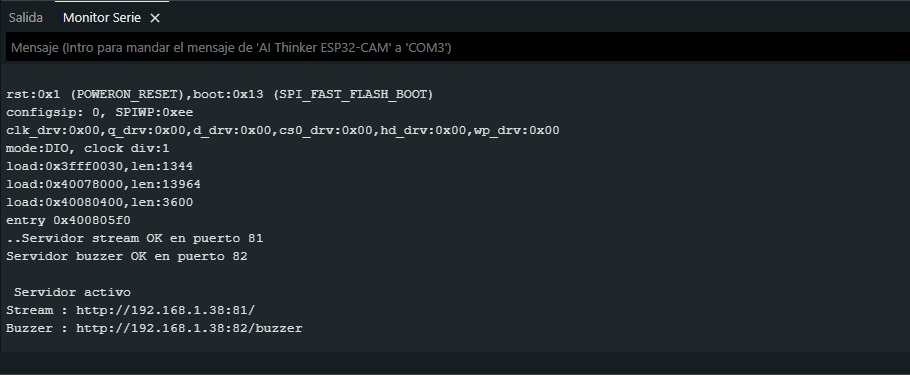 Salida
Monitor Serie
Mensaje (Intro para mandar el mensaje de 'AI Thinker ESP32-CAM' a 'COM3')
rst:0x1 (POWERON_RESET),boot:0x13 (SPI_FAST_FLASH_BOOT)
configsip: 0, SPIWP:0xee
clk_drv:0x00,q_drv:0x00,d_drv:0x00,cs0_drv:0x00,hd_drv:0x00,wp_drv:0x00
mode:DIO, clock div:1
load:0x3fff0030,len:1344
load:0x40078000,len:13964
load:0x40080400,len:3600
entry 0x400805f0
..Servidor stream OK en puerto 81
Servidor buzzer OK en puerto 82
Servidor activo
Stream : http://192.168.1.38:81/
Buzzer : http://192.168.1.38:82/buzzer